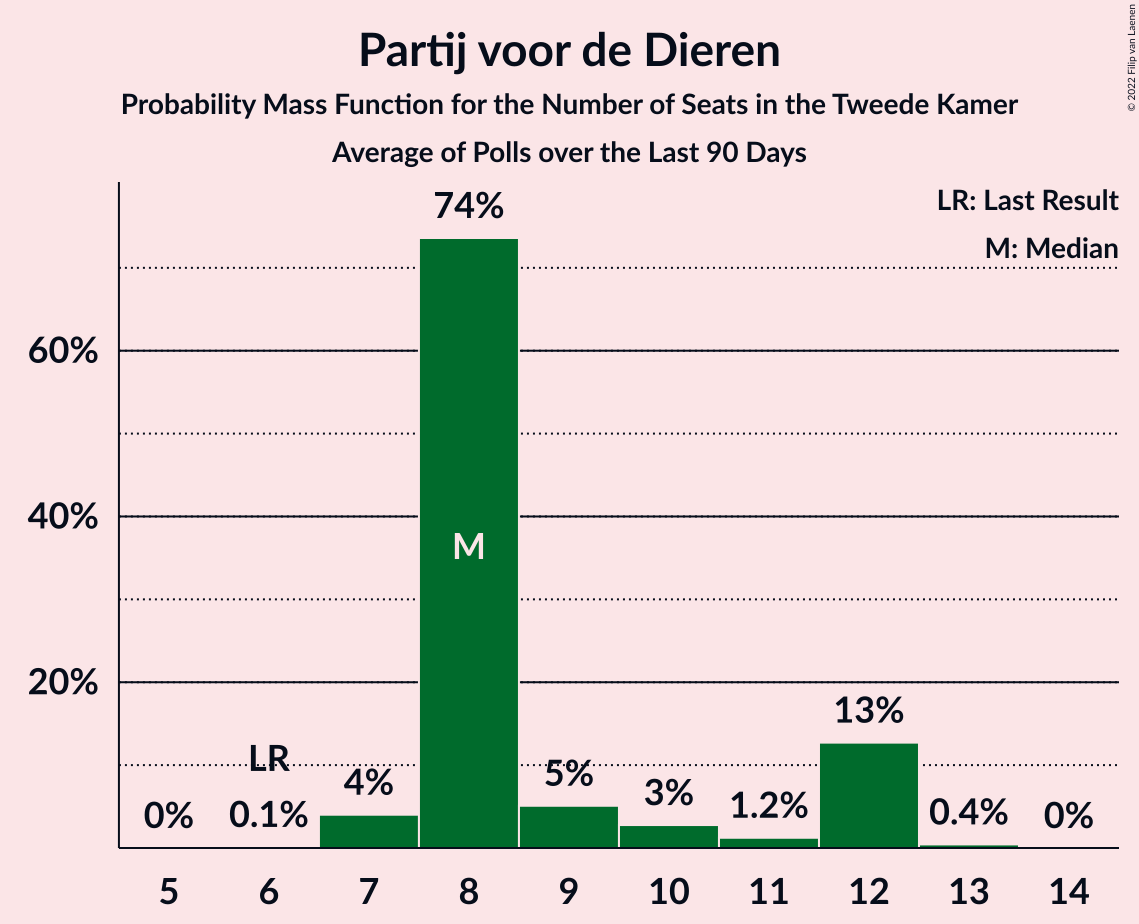 Partij voor de Dieren
Probability Mass Function for the Number of Seats in the Tweede Kamer
Average of Polls over the Last 90 Days
© 2022 Filip van Laenen
LR: Last Result
M: Median
74%
60%
40%
M
20%
13%
LR
4%
5%
3%
0%
0.1%
1.2%
0.4%
0%
5 6 7 8 9 10 11 12 13 14